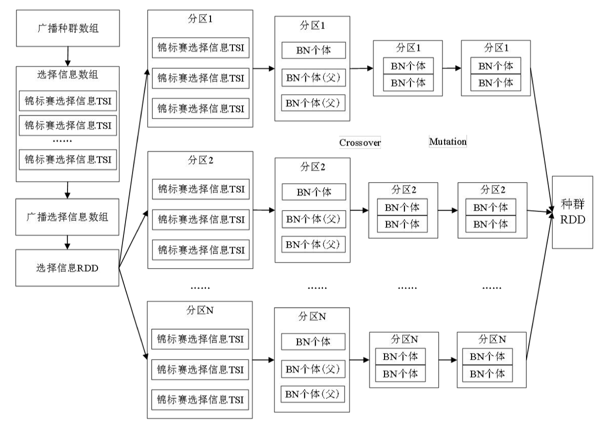 广播种群数组
选择信息数组
锦标赛选择信息TSI
锦标赛选择信息TSI
······
锦标赛选择信息TSI
广播选择信息数组
选择信息RDD
分区1
锦标赛选择信息TSI
锦标赛选择信息TSI
锦标赛选择信息TSI
分区1
BN个体
BN个体(父)
BN个体(父)
分区1
BN个体
BN个体
分区1
BN个体
BN个体
Crossover
Mutation
分区2
锦标赛选择信息TSI
锦标赛选择信息TSI
锦标赛选择信息TSI
分区2
BN个体
BN个体(父)
BN个体(父)
分区2
BN个体
BN个体
分区2
BN个体
BN个体
······
······
······
······
分区N
锦标赛选择信息TSI
锦标赛选择信息TSI
锦标赛选择信息TSI
分区N
BN个体
BN个体(父)
BN个体(父)
分区N
BN个体
BN个体
分区N
BN个体
BN个体
种群
RDD